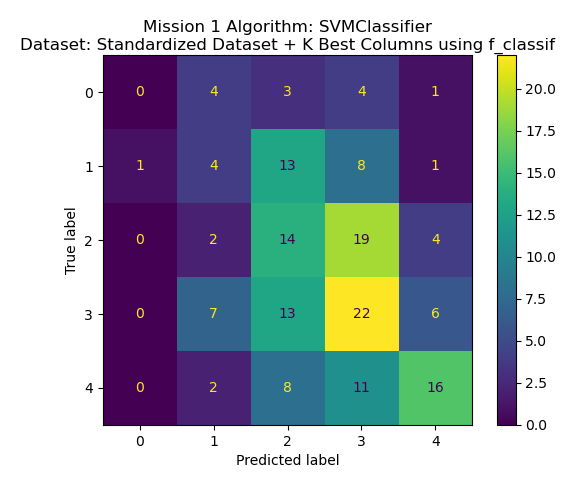 Mission 1 Algorithm: SVMClassifier
Dataset: Standardized Dataset + K Best Columns using f_classif
True label
0 0 4 3 4 1
1 1 4 13 8 1
2 0 2 14 19 4
3 0 7 13 22 6
4 0 2 8 11 16
0 1 2 3 4
Predicted label
20.0
17.5
15.0
12.5
10.0
7.5
5.0
2.5
0.0